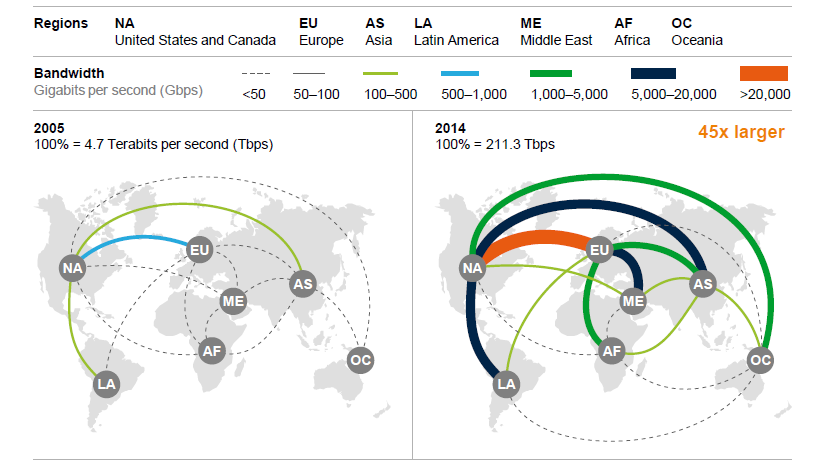 Regions NA EU AS LA ME AF OC
United States and Canada Europe Asia Latin America Middle East Africa Oceania
Bandwidth
Gigabits per second (Gbps) <50 50–100 100–500 500–1,000 1,000–5,000 5,000–20,000 >20,000
2005
100% = 4.7 Terabits per second (Tbps)
NA
EU
AS
ME
AF
OC
LA
2014
100% = 211.3 Tbps
45x larger
NA
EU
AS
ME
AF
OC
LA